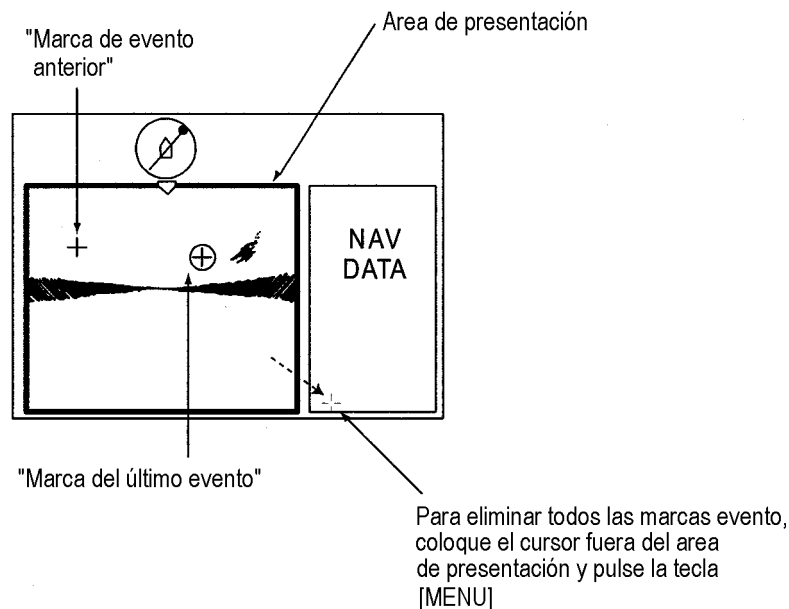 "Marca de evento
anterior"
Area de presentación
NAV
DATA
"Marca del último evento"
Para eliminar todos las marcas evento,
coloque el cursor fuera del area
de presentación y pulse la tecla
[MENU]